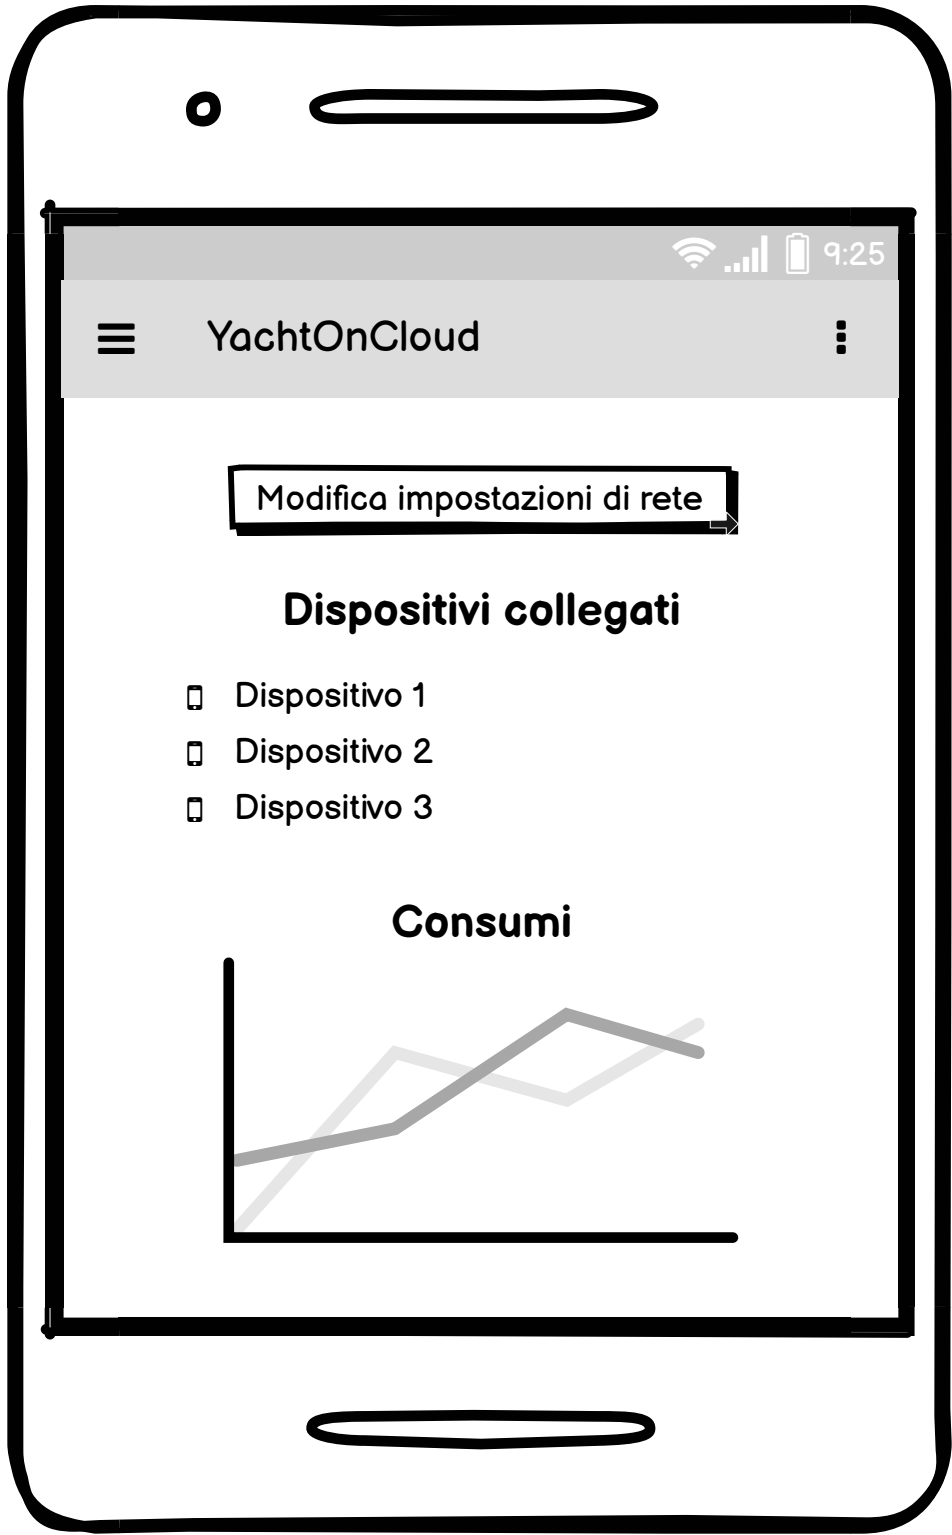 9:25
YachtOnCloud
Modifica impostazioni di rete
Dispositivi collegati
Dispositivo 1
Dispositivo 2
Dispositivo 3
Consumi